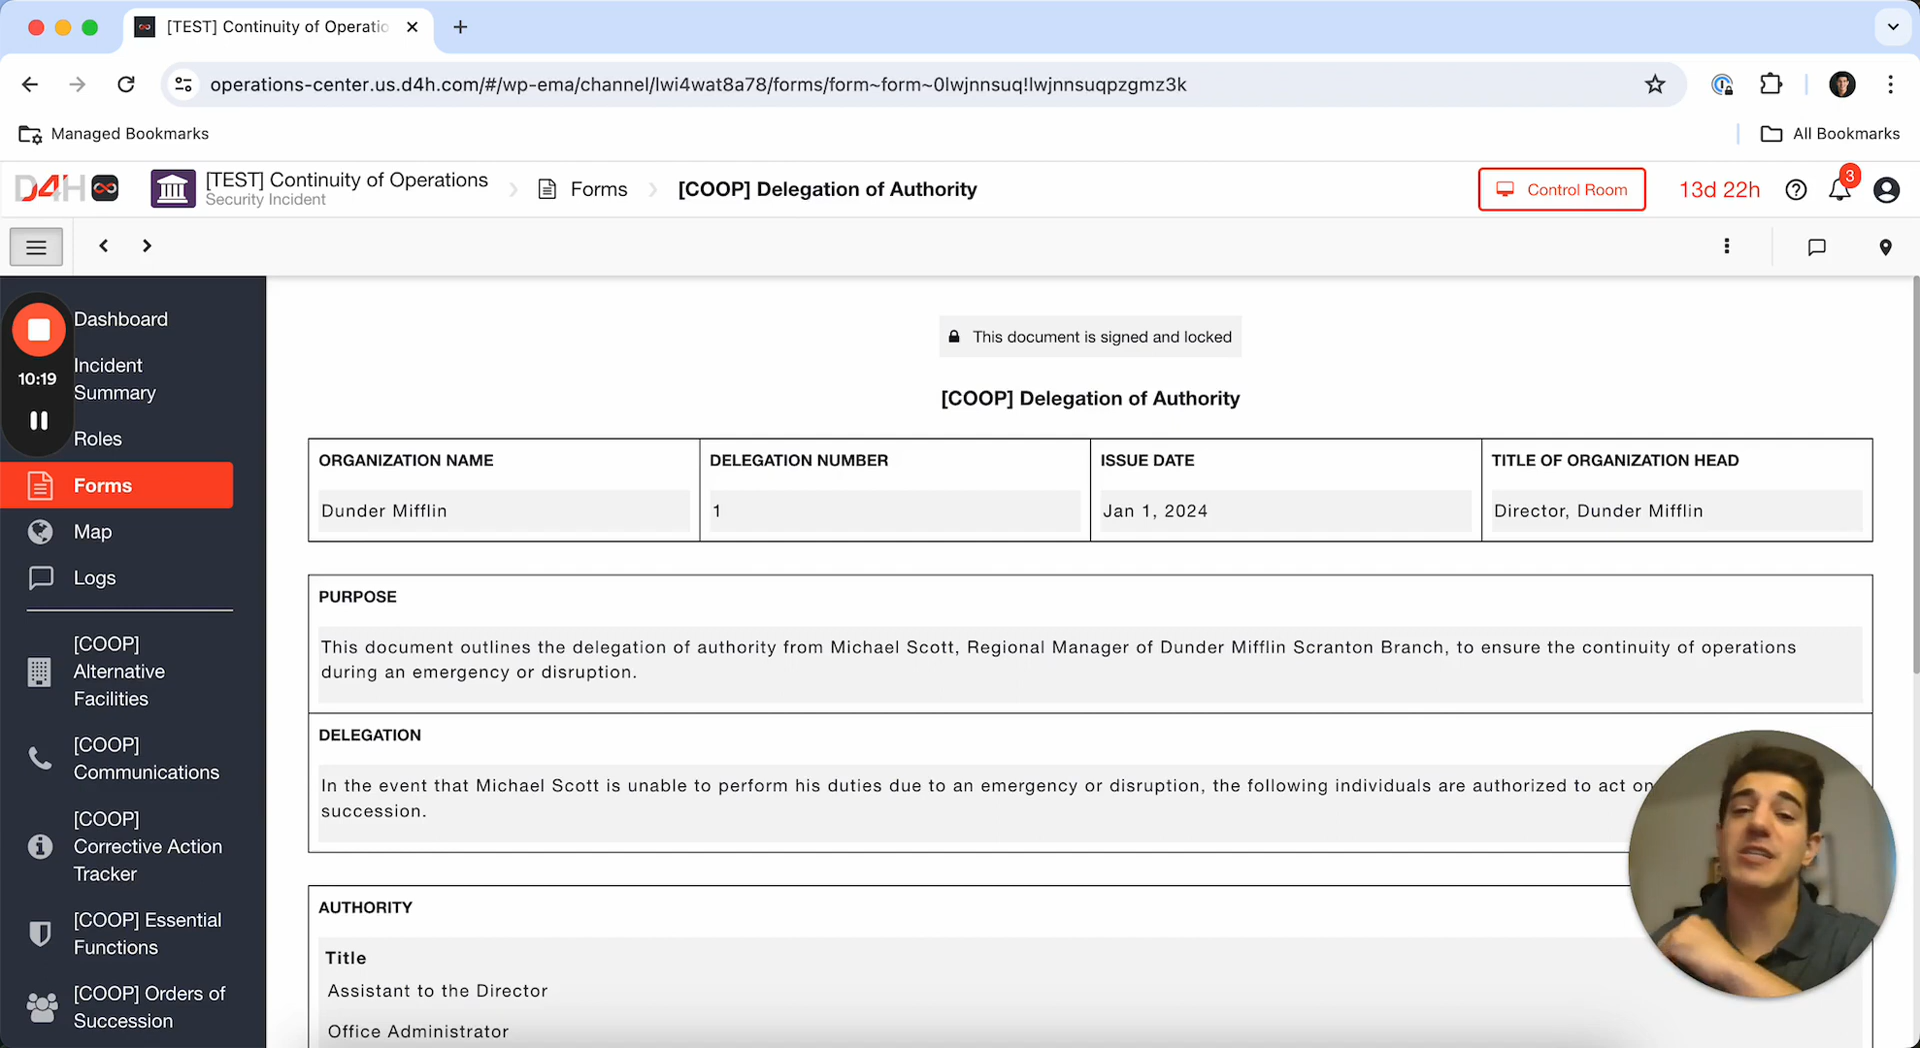 [TEST] Continuity of Operatio
operations-center.us.d4h.com/#/wp-ema/channel/lwi4wat8a78/forms/form~form~0lwjnnsuq!lwjnnsuqpzgmz3k
Managed Bookmarks
All Bookmarks
D4H
[TEST] Continuity of Operations
Security Incident
Forms
[COOP] Delegation of Authority
Control Room
13d 22h
3
Dashboard
10:19
Incident
Summary
Roles
Forms
Map
Logs
[COOP]
Alternative
Facilities
[COOP]
Communications
[COOP]
Corrective Action
Tracker
[COOP] Essential
Functions
[COOP] Orders of
Succession
This document is signed and locked
[COOP] Delegation of Authority
ORGANIZATION NAME
Dunder Mifflin
DELEGATION NUMBER
1
ISSUE DATE
Jan 1, 2024
TITLE OF ORGANIZATION HEAD
Director, Dunder Mifflin
PURPOSE
This document outlines the delegation of authority from Michael Scott, Regional Manager of Dunder Mifflin Scranton Branch, to ensure the continuity of operations
during an emergency or disruption.
DELEGATION
In the event that Michael Scott is unable to perform his duties due to an emergency or disruption, the following individuals are authorized to act on
succession.
AUTHORITY
Title
Assistant to the Director
Office Administrator